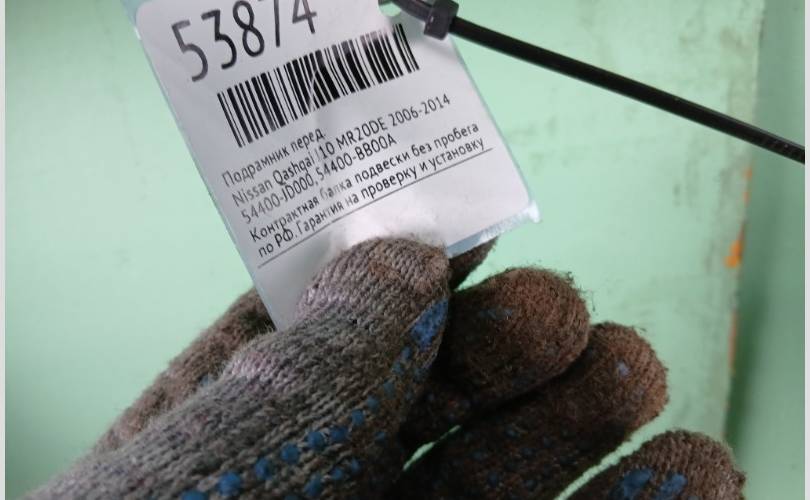 53874
Подрамник перед.
Nissan Qashqai J10 MR20DE 2006-2014
54400-JD000, 54400-BB00A
Контрактная балка подвески без пробега
по РФ. Гарантия на проверку и установку